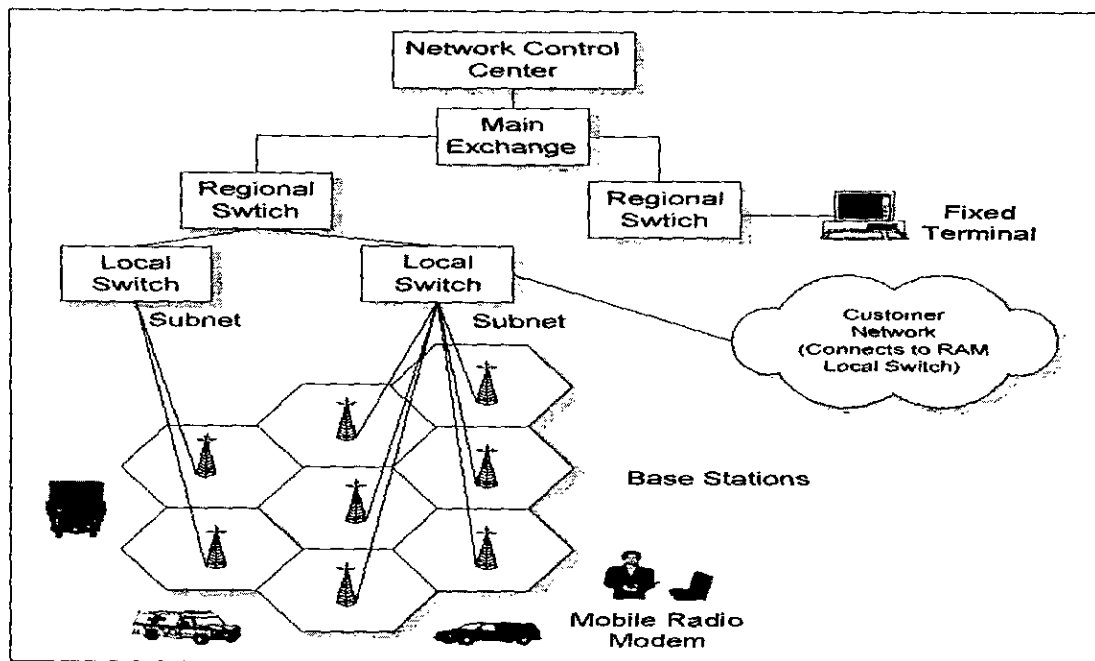 Network Control
Center
Main
Exchange
Regional
Swtich
Regional
Swtich
Fixed
Terminal
Local
Switch
Local
Switch
Subnet
Subnet
Customer
Network
(Connects to RAM
Local Switch)
Base Stations
Mobile Radio
Modem